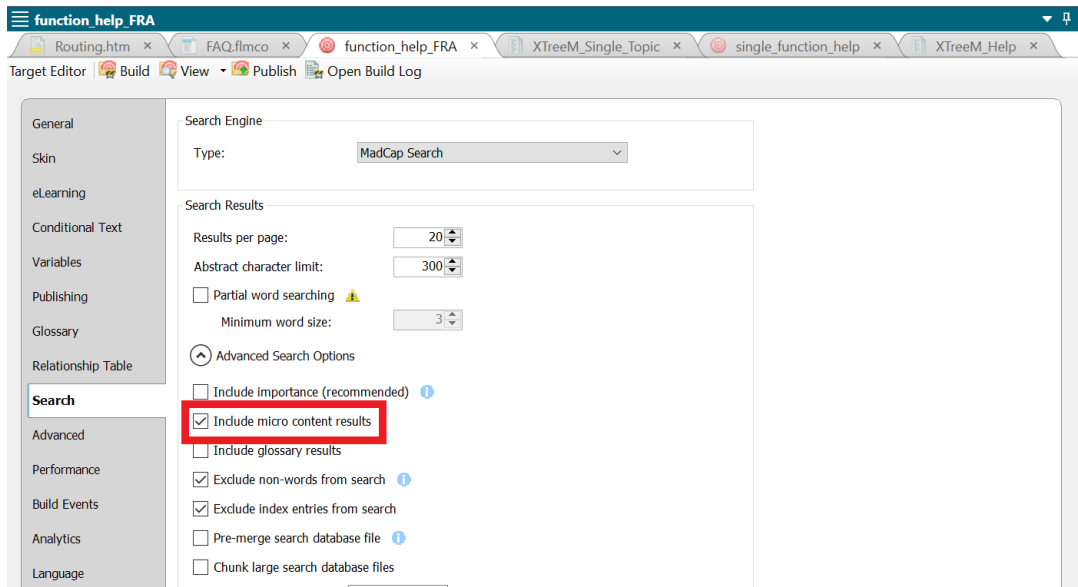 function_help_FRA
Routing.htm × FAQ.flmco × function_help_FRA × XTreeM_Single_Topic × single_function_help × XTreeM_Help ×
Target Editor Build View Publish Open Build Log
General
Skin
eLearning
Conditional Text
Variables
Publishing
Glossary
Relationship Table
Search
Advanced
Performance
Build Events
Analytics
Language
Search Engine
Type: MadCap Search
Search Results
Results per page: 20
Abstract character limit: 300
Partial word searching
Minimum word size: 3
Advanced Search Options
Include importance (recommended)
Include micro content results
Include glossary results
Exclude non-words from search
Exclude index entries from search
Pre-merge search database file
Chunk large search database files